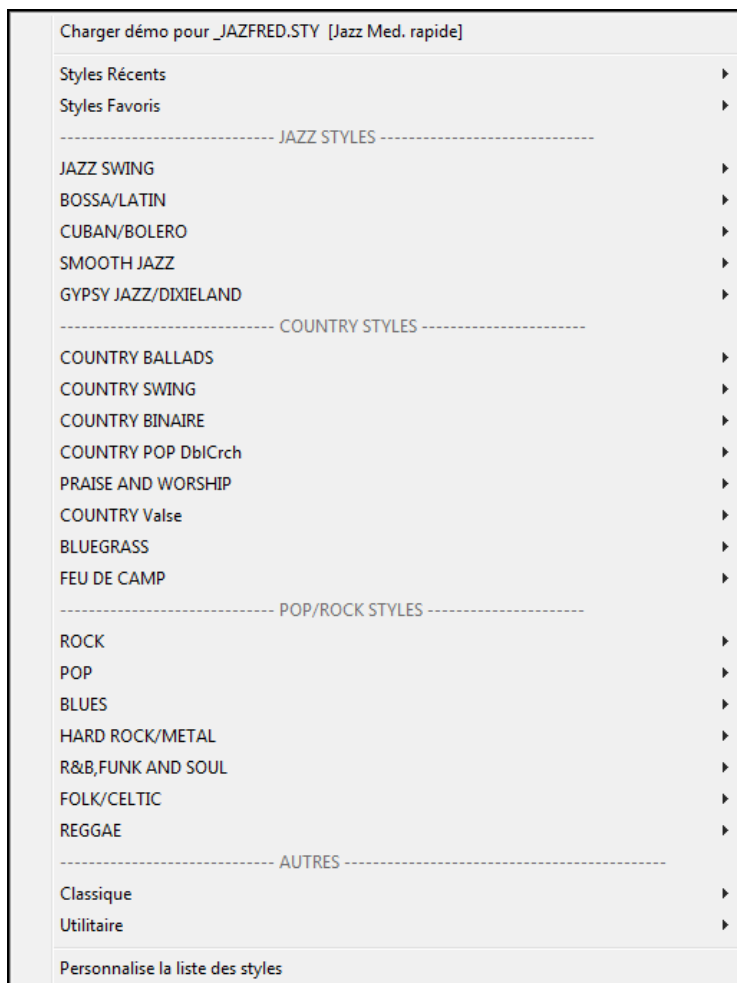 Charger démo pour _JAZFRED.STY [Jazz Med. rapide]
Styles Récents
Styles Favoris
------------------------------ JAZZ STYLES ------------------------------
JAZZ SWING
BOSSA/LATIN
CUBAN/BOLERO
SMOOTH JAZZ
GYPSY JAZZ/DIXIELAND
------------------------------ COUNTRY STYLES -----------------------
COUNTRY BALLADS
COUNTRY SWING
COUNTRY BINAIRE
COUNTRY POP DblCrch
PRAISE AND WORSHIP
COUNTRY Valse
BLUEGRASS
FEU DE CAMP
------------------------------ POP/ROCK STYLES ----------------------
ROCK
POP
BLUES
HARD ROCK/METAL
R&B,FUNK AND SOUL
FOLK/CELTIC
REGGAE
------------------------------ AUTRES ---------------------------------------------
Classique
Utilitaire
Personnalise la liste des styles